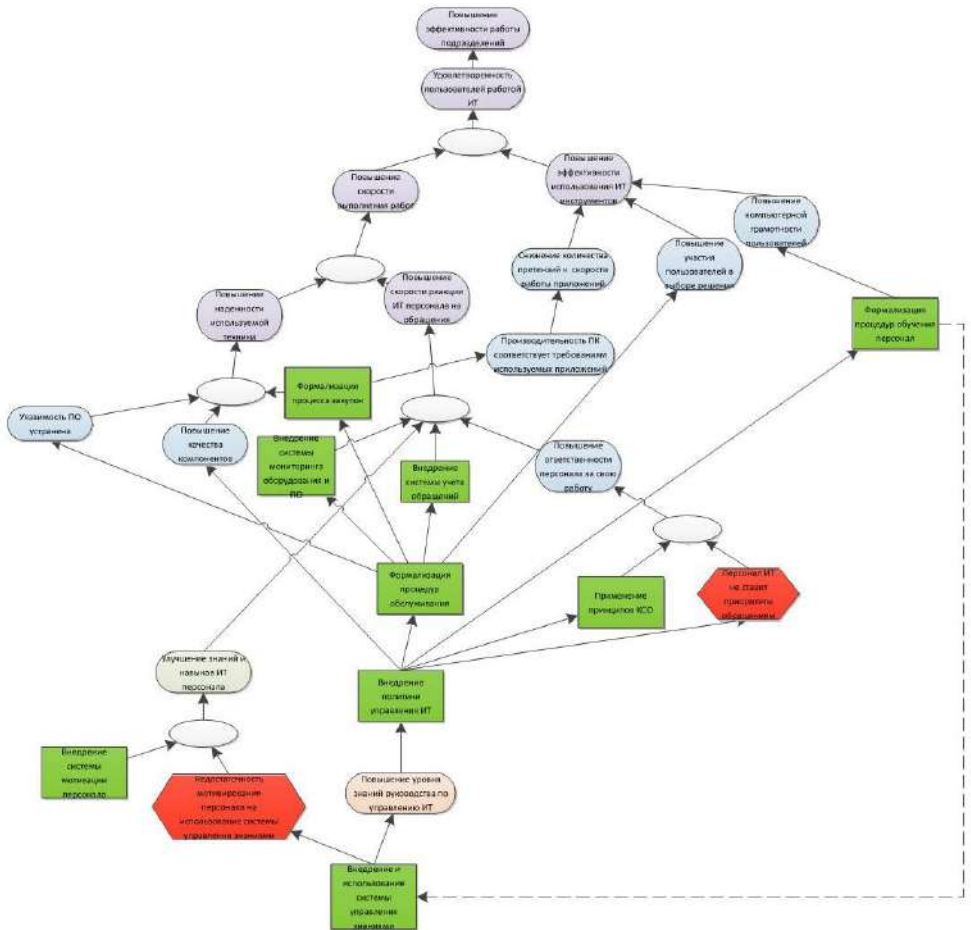 Повышение
эффективности работы
подразделений
Удовлетворенность
пользователей работой
ИТ
Повышение
скорости
выполнения работ
Повышение
эффективности
использования ИТ
инструментов
Повышение
компьютерной
грамотности
пользователей
Снижение количества
претензий к скорости
работы приложений
Повышение
участия
пользователей в
выборе решения
Повышение
надежности
используемой
техники
Повышение
скорости реакции
ИТ персонала на
обращения
Формализация
процедур обучения
персонал
Производительность ПК
соответствует требованиям
используемых приложений
Формализация
процесса закупок
Уязвимость ПО
устранена
Повышение
качества
компонентов
Внедрение
системы
мониторинга
оборудования и
ПО
Внедрение
системы учета
обращений
Повышение
ответственности
персонала за свою
работу
Формализация
процедур
обслуживания
Применение
принципов КСО
Персонал ИТ
не ставит
приоритеты
обращениям
Улучшение знаний и
навыков ИТ
персонала
Внедрение
политики
управления ИТ
Внедрение
системы
мотивации
персонала
Недостаточность
мотивирования
персонала на
использование системы
управления знаниями
Повышение уровня
знаний руководства по
управлению ИТ
Внедрение и
использование
системы
управления
знаниями